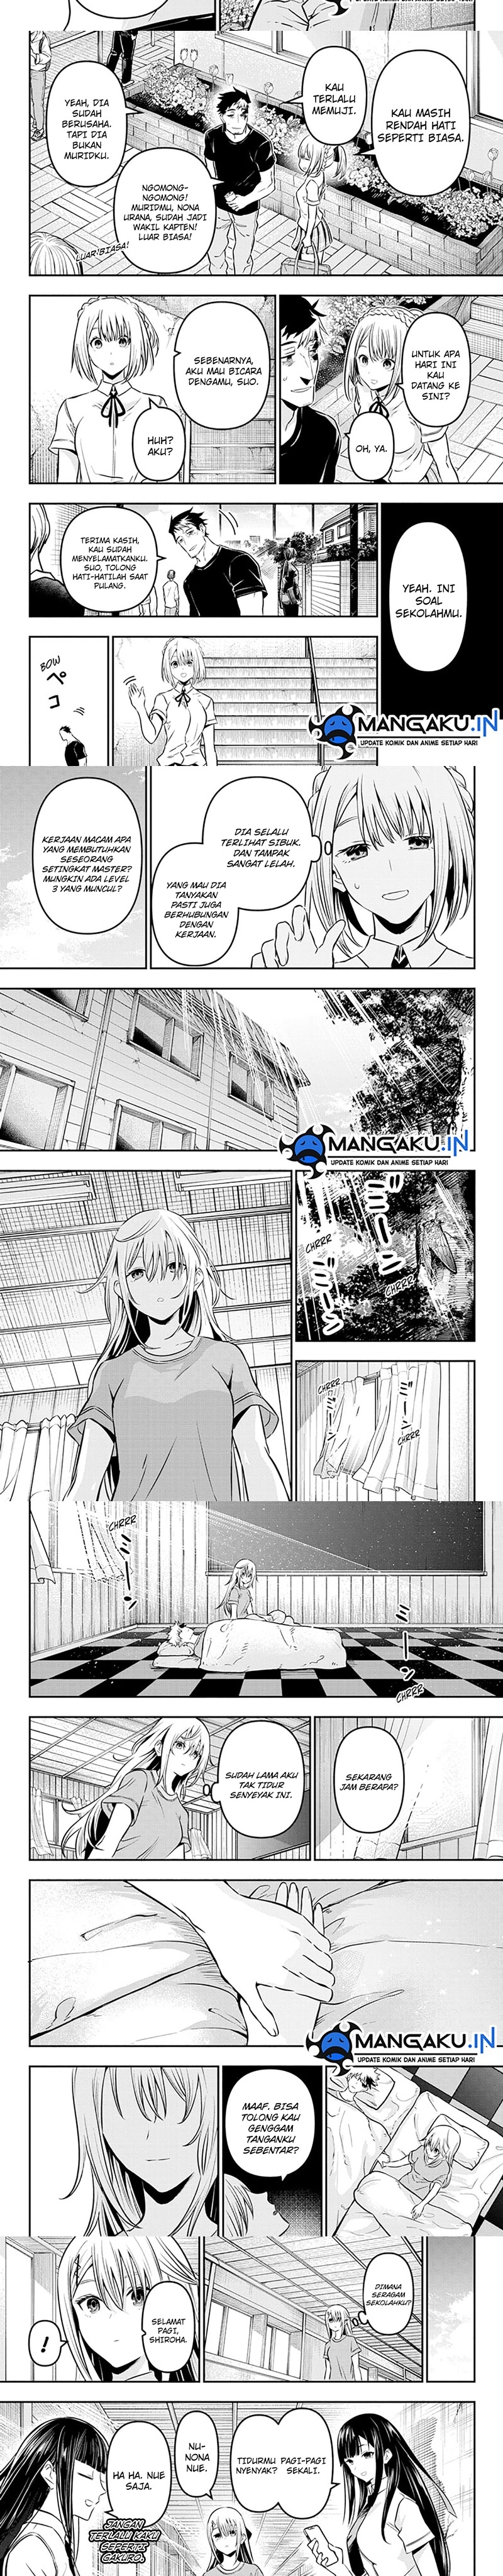 KAU MASIH
RENDAH HATI
SEPERTI BIASA.
KAU
TERLALU
MEMUJI.
YEAH, DIA
SUDAH
BERUSAHA.
TAPI DIA
BUKAN
MURIDKU.
NGOMONG-
NGOMONG!
MURIDMU, NONA
URANA, SUDAH JADI
WAKIL KAPTEN!
LUAR BIASA!
LUAR BIASA!
UNTUK APA
HARI INI
KAU
DATANG KE
SINI?
OH, YA.
SEBENARNYA,
AKU MAU BICARA
DENGAMU, SUO.
HUH?
AKU?
YEAH. INI
SOAL
SEKOLAHMU.
TERIMA KASIH,
KAU SUDAH
MENYELAMATKANKU.
SUO, TOLONG
HATI-HATILAH SAAT
PULANG.
BOW
ペコ
MANGAKU.IN
UPDATE KOMIK DAN ANIME SETIAP HARI
DIA SELALU
TERLIHAT SIBUK.
DAN TAMPAK
SANGAT LELAH.
YANG MAU DIA
TANYAKAN
PASTI JUGA
BERHUBUNGAN
DENGAN
KERJAAN.
KERJAAN MACAM APA
YANG MEMBUTUHKAN
SESEORANG
SETINGKAT MASTER?
MUNGKIN ADA LEVEL
3 YANG MUNCUL?
MANGAKU.IN
UPDATE KOMIK DAN ANIME SETIAP HARI
CHRRR
CHRRR
ミーン
CHRRR
CHRRR
CHRRR
CHRRR
SEKARANG
JAM BERAPA?
SUDAH LAMA AKU
TAK TIDUR
SENYEYAK INI.
MANGAKU.IN
UPDATE KOMIK DAN ANIME SETIAP HARI
MAAF. BISA
TOLONG KAU
GENGGAM
TANGANKU
SEBENTAR?
DIMANA
SERAGAM
SEKOLAHKU?
SELAMAT
PAGI,
SHIROHA.
!
TIDURMU PAGI-PAGI
NYENYAK? SEKALI.
NU-
NONA
NUE.
HA HA. NUE
SAJA.
JANGAN
TERLALU KAKU
SEPERTI
GAKURO.